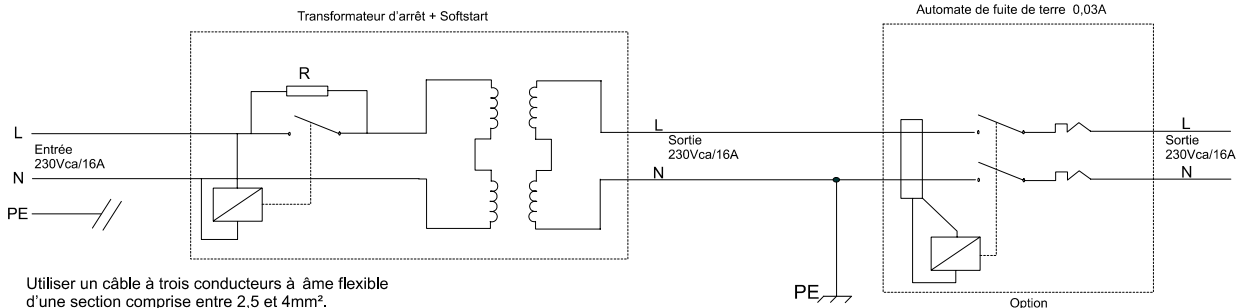 Transformateur d'arrêt + Softstart
Automate de fuite de terre 0,03A
R
L
Entrée
230Vca/16A
N
PE
L
Sortie
230Vca/16A
N
L
Sortie
230Vca/16A
N
Utiliser un câble à trois conducteurs à âme flexible
d'une section comprise entre 2,5 et 4mm².
PE
Option